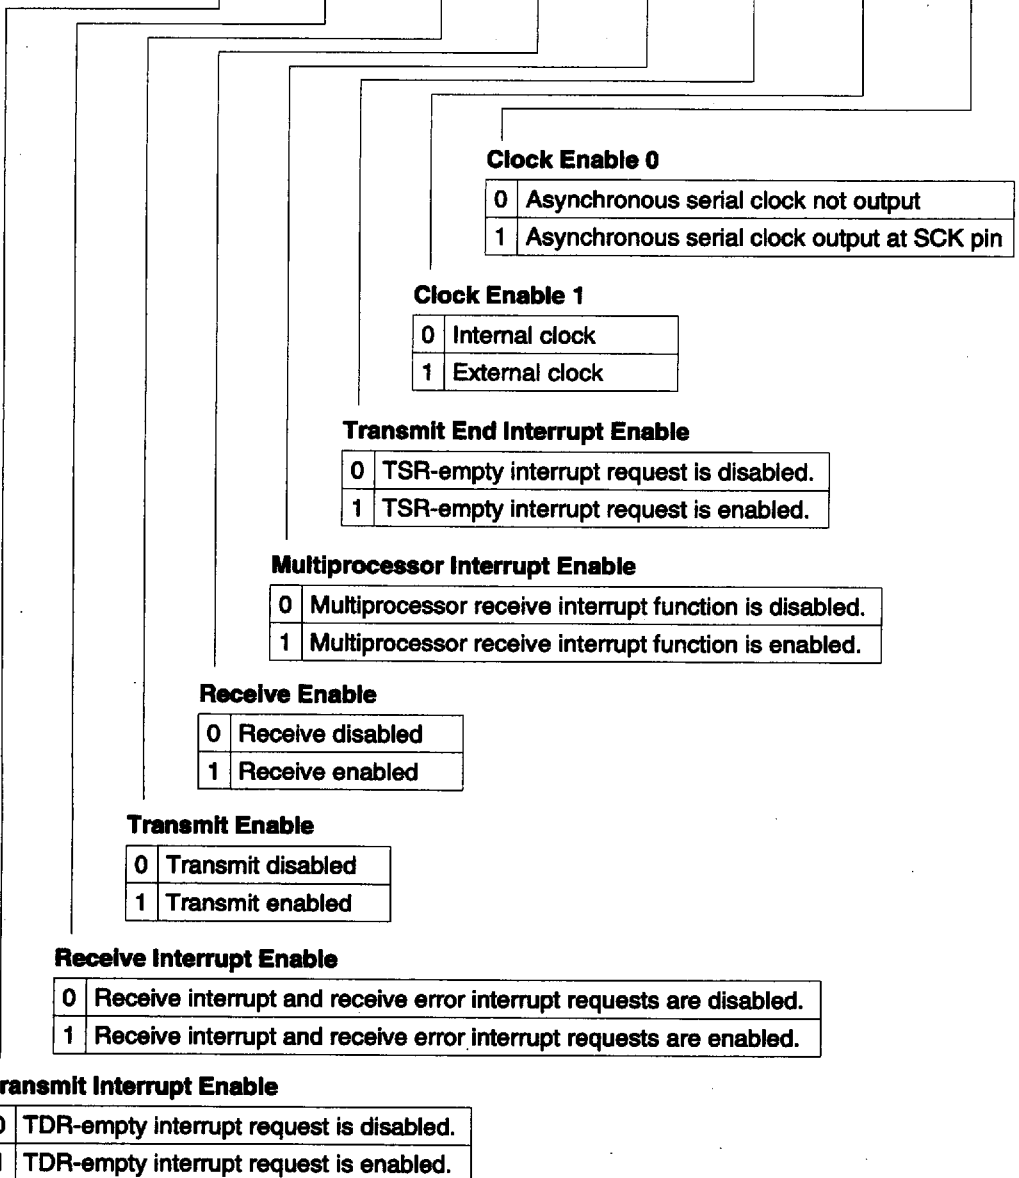 Clock Enable 0
0 Asynchronous serial clock not output
1 Asynchronous serial clock output at SCK pin
Clock Enable 1
0 Internal clock
1 External clock
Transmit End Interrupt Enable
0 TSR-empty interrupt request is disabled.
1 TSR-empty interrupt request is enabled.
Multiprocessor Interrupt Enable
0 Multiprocessor receive interrupt function is disabled.
1 Multiprocessor receive interrupt function is enabled.
Receive Enable
0 Receive disabled
1 Receive enabled
Transmit Enable
0 Transmit disabled
1 Transmit enabled
Receive Interrupt Enable
0 Receive interrupt and receive error interrupt requests are disabled.
1 Receive interrupt and receive error interrupt requests are enabled.
ransmit Interrupt Enable
0 TDR-empty interrupt request is disabled.
1 TDR-empty interrupt request is enabled.